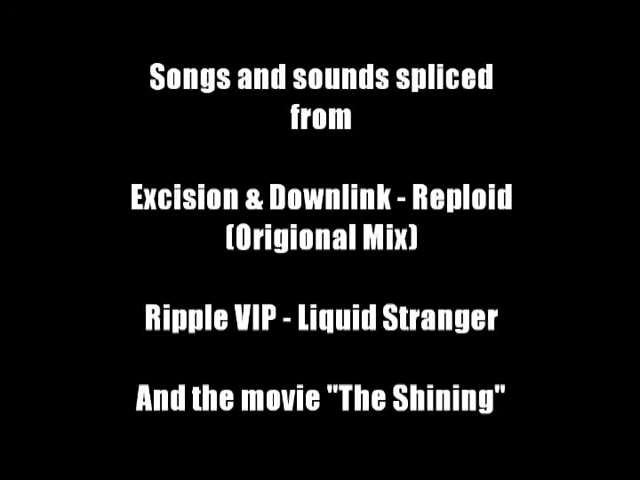 Songs and sounds spliced
from
Excision & Downlink - Reploid
(Origional Mix)
Ripple VIP - Liquid Stranger
And the movie "The Shining"